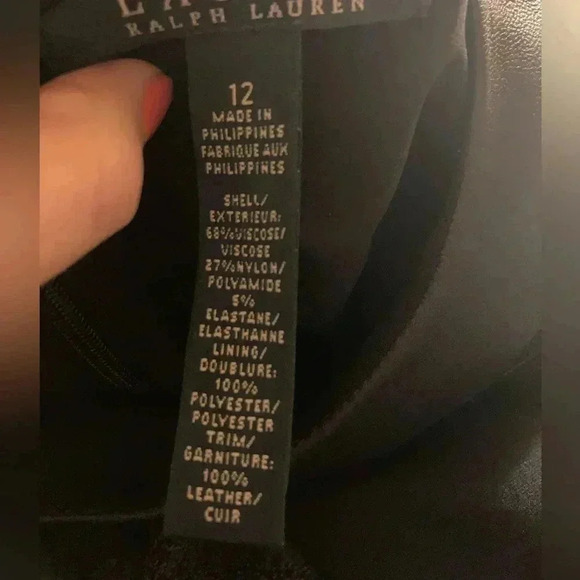 RALPH LAUREN
12
MADE IN
PHILIPPINES
FABRIQUE AUX
PHILIPPINES
SHELL/
EXTERIEUR:
68%VISCOSE/
VISCOSE
27%NYLON/
POLYAMIDE
5%
ELASTANE/
ELASTHANNE
LINING/
DOUBLURE:
100%
POLYESTER/
POLYESTER
TRIM/
GARNITURE:
100%
LEATHER/
CUIR